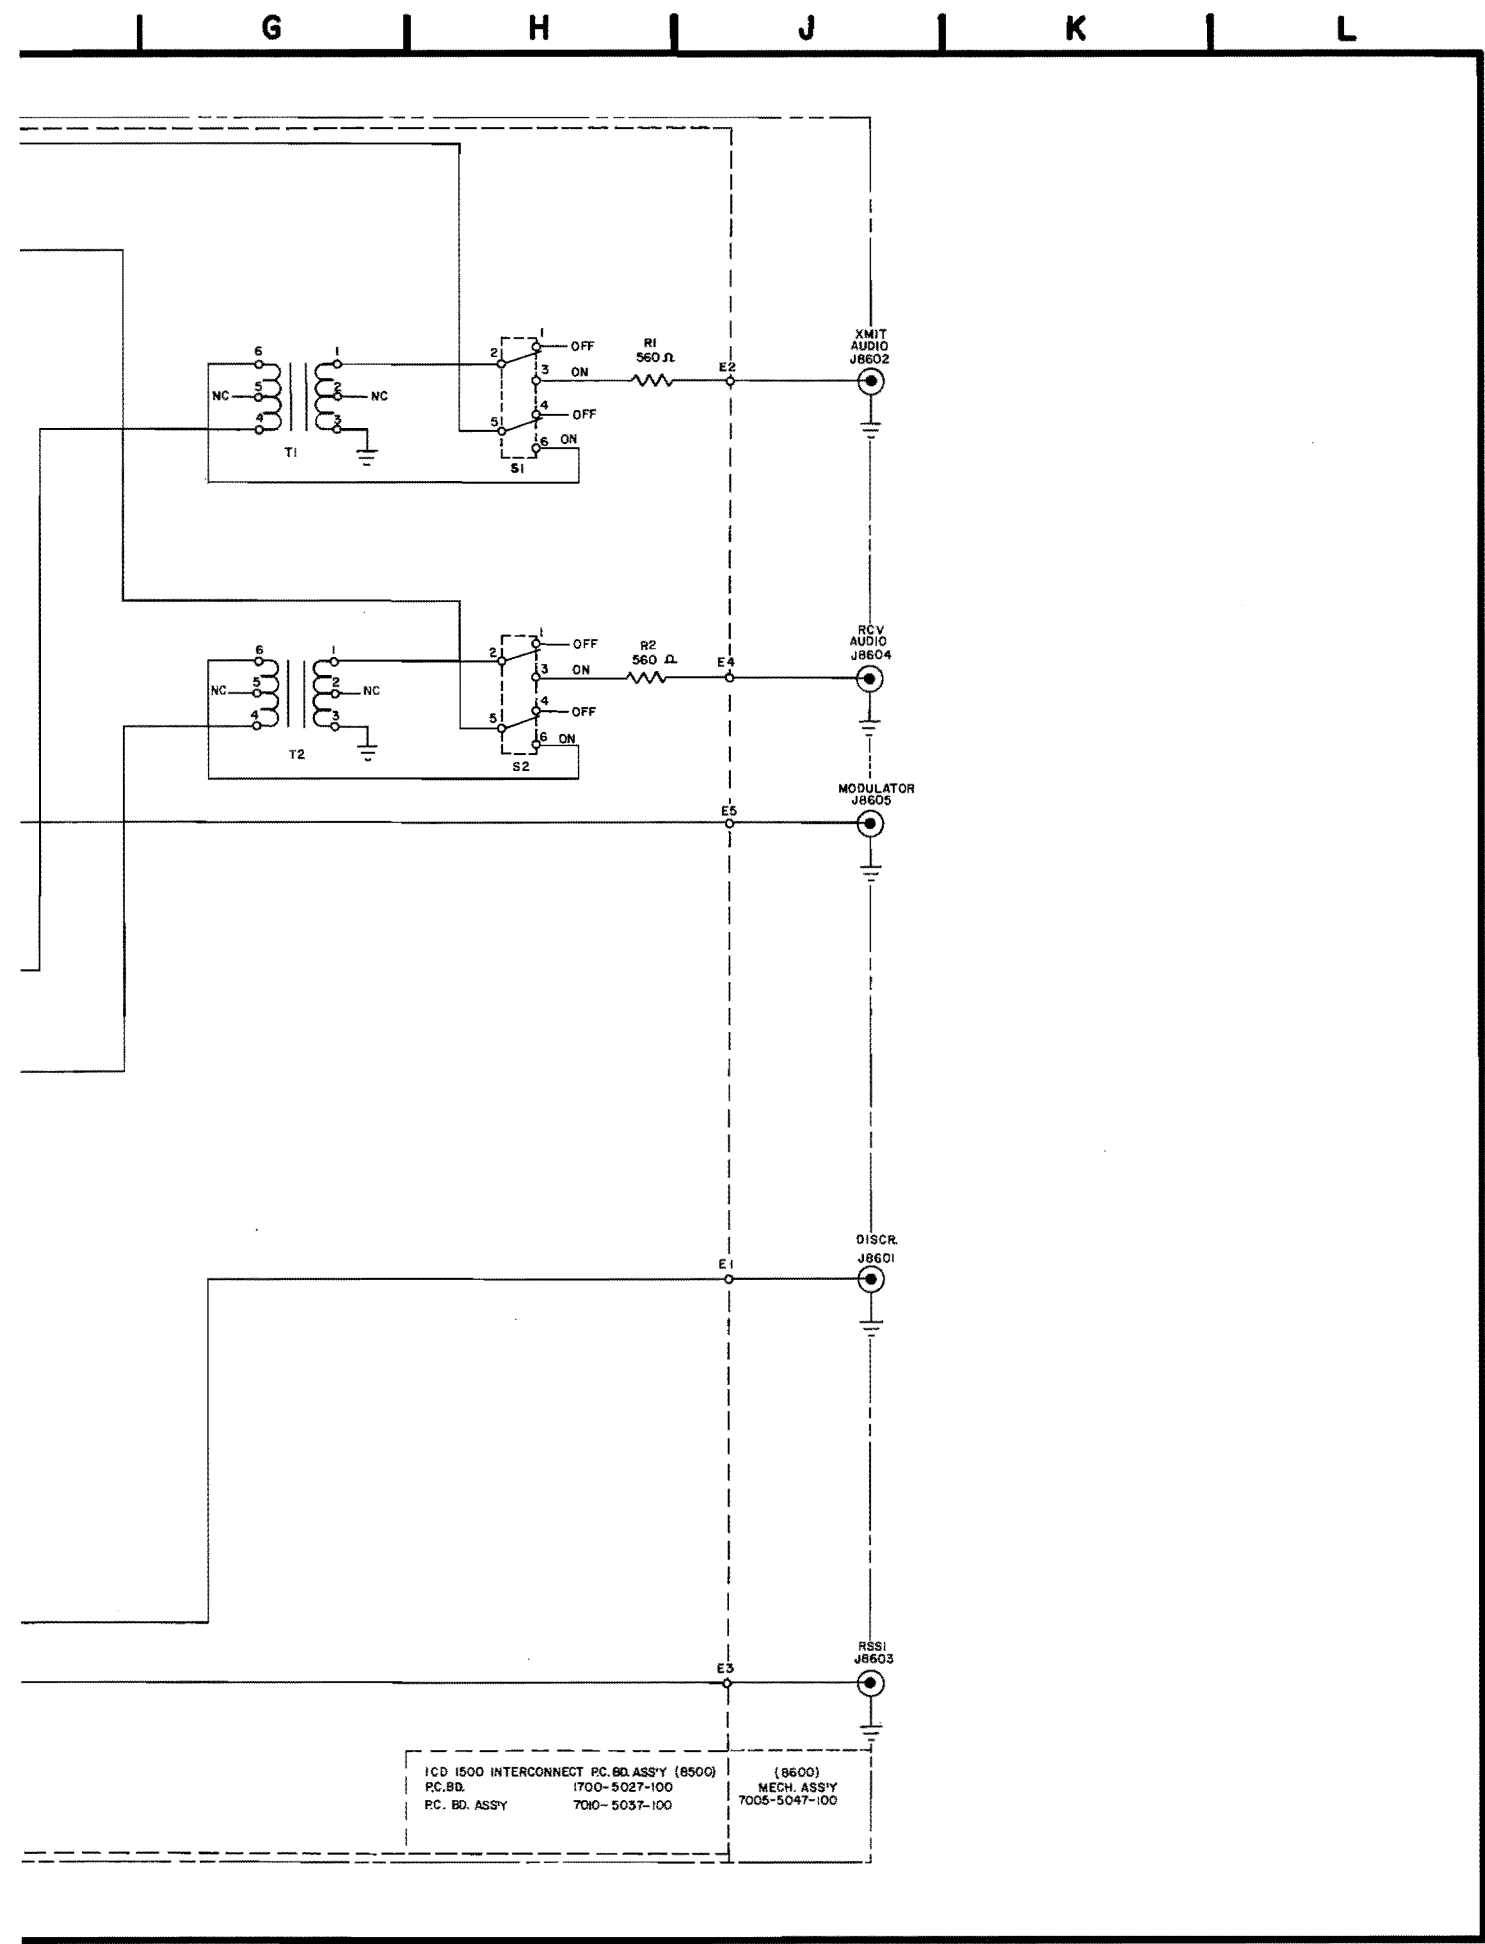 G H J K L
XMIT
AUDIO
J8602
6 1
5 2
NC NC
4 3
T1
1 OFF
2
3 ON
4 OFF
5
6 ON
S1
R1
560 Ω
E2
RCV
AUDIO
J8604
6 1
5 2
NC NC
4 3
T2
1 OFF
2
3 ON
4 OFF
5
6 ON
S2
R2
560 Ω
E4
MODULATOR
J8605
E5
DISCR.
J8601
E1
RSSI
J8603
E3
ICD 1500 INTERCONNECT P.C. BD. ASS'Y (8500)
P.C. BD. 1700-5027-100
P.C. BD. ASS'Y 7010-5037-100
(8600)
MECH. ASS'Y
7005-5047-100